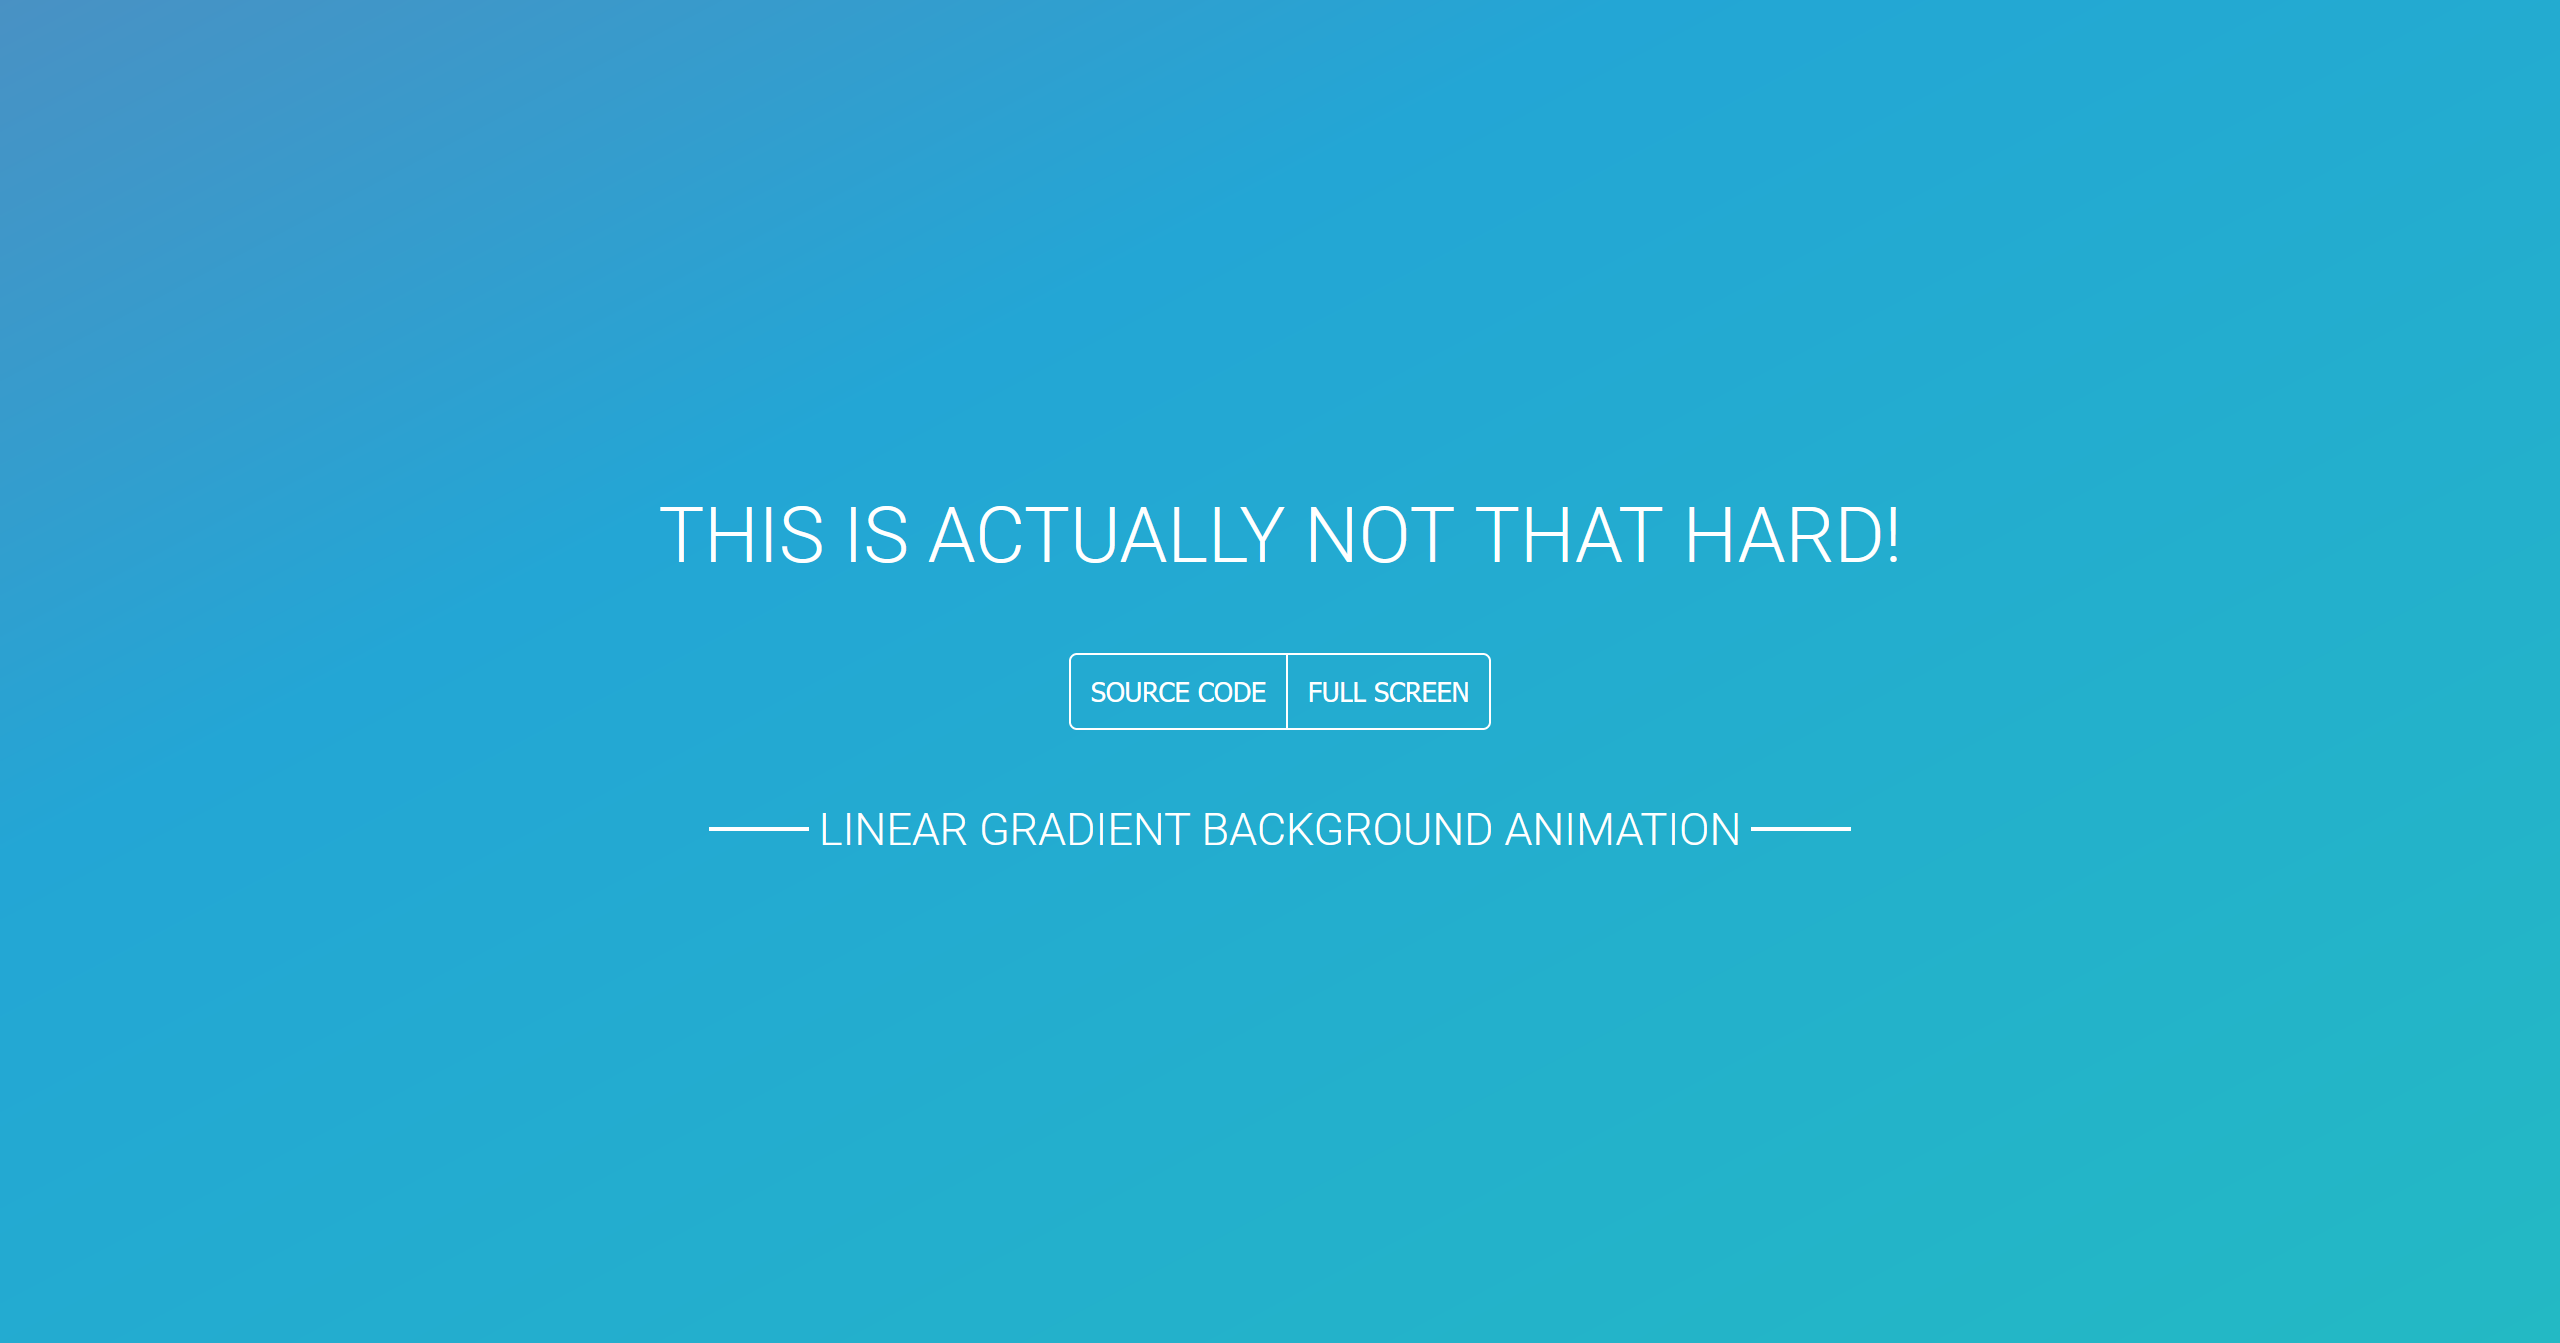 THIS IS ACTUALLY NOT THAT HARD!
SOURCE CODE FULL SCREEN
LINEAR GRADIENT BACKGROUND ANIMATION